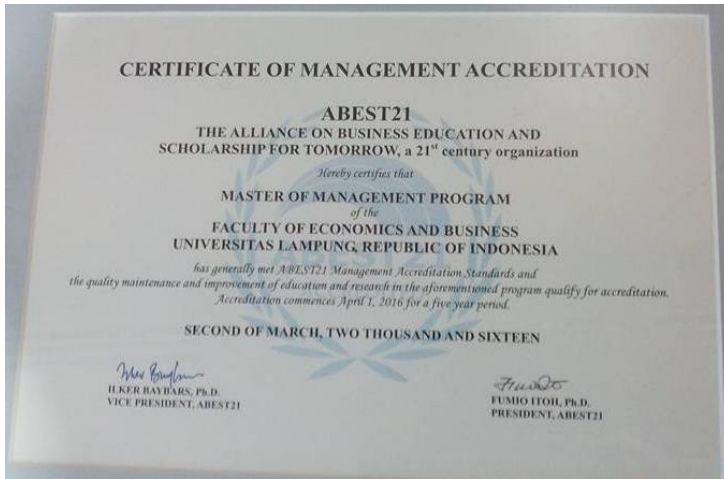 CERTIFICATE OF MANAGEMENT ACCREDITATION
ABEST21
THE ALLIANCE ON BUSINESS EDUCATION AND
SCHOLARSHIP FOR TOMORROW, a 21st century organization
Hereby certifies that
MASTER OF MANAGEMENT PROGRAM
of the
FACULTY OF ECONOMICS AND BUSINESS
UNIVERSITAS LAMPUNG, REPUBLIC OF INDONESIA
ABEST21
has generally met ABEST21 Management Accreditation Standards and
the quality maintenance and improvement of education and research in the aforementioned program qualify for accreditation.
Accreditation commences April 1, 2016 for a five year period.
SECOND OF MARCH, TWO THOUSAND AND SIXTEEN
ILKER BAYBARS, Ph.D.
VICE PRESIDENT, ABEST21
FUMIO ITOH, Ph.D.
PRESIDENT, ABEST21